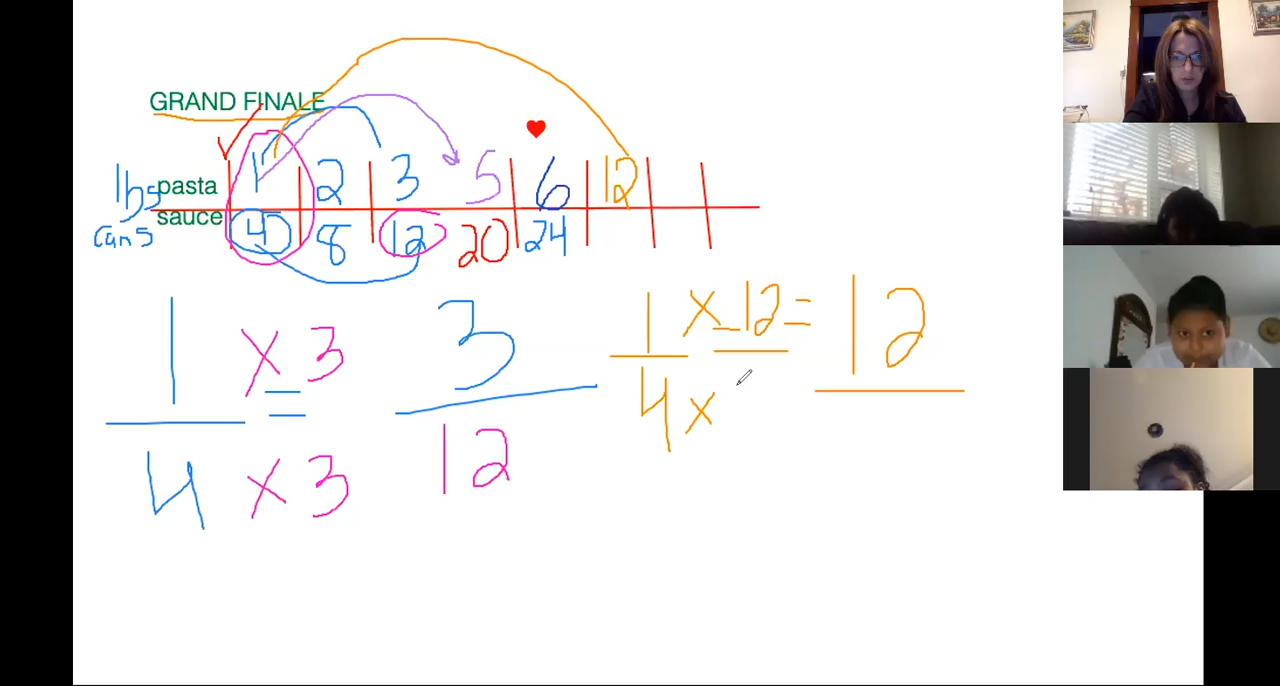 GRAND FINALE
lbs pasta 1 2 3 5 6 12
cans sauce 4 8 12 20 24
1 x 3 = 3
4 x 3 12
1 x 12 = 12
4 x